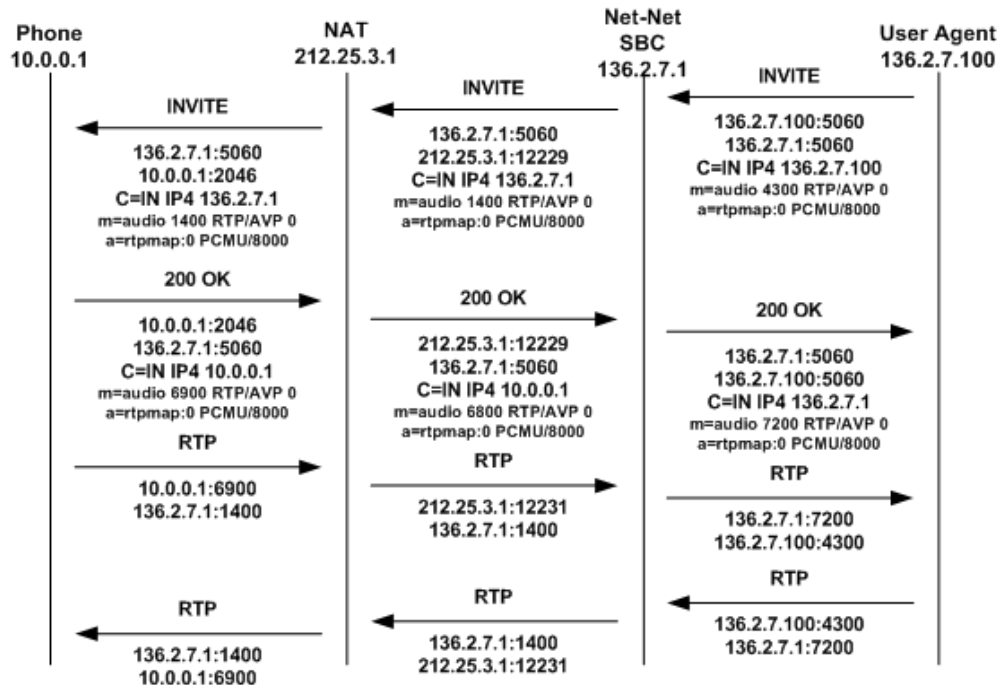 Phone
10.0.0.1
NAT
212.25.3.1
Net-Net
SBC
136.2.7.1
User Agent
136.2.7.100
INVITE
136.2.7.1:5060
10.0.0.1:2046
C=IN IP4 136.2.7.1
m=audio 1400 RTP/AVP 0
a=rtpmap:0 PCMU/8000
INVITE
136.2.7.1:5060
212.25.3.1:12229
C=IN IP4 136.2.7.1
m=audio 1400 RTP/AVP 0
a=rtpmap:0 PCMU/8000
INVITE
136.2.7.100:5060
136.2.7.1:5060
C=IN IP4 136.2.7.100
m=audio 4300 RTP/AVP 0
a=rtpmap:0 PCMU/8000
200 OK
10.0.0.1:2046
136.2.7.1:5060
C=IN IP4 10.0.0.1
m=audio 6900 RTP/AVP 0
a=rtpmap:0 PCMU/8000
200 OK
212.25.3.1:12229
136.2.7.1:5060
C=IN IP4 10.0.0.1
m=audio 6800 RTP/AVP 0
a=rtpmap:0 PCMU/8000
200 OK
136.2.7.1:5060
136.2.7.100:5060
C=IN IP4 136.2.7.1
m=audio 7200 RTP/AVP 0
a=rtpmap:0 PCMU/8000
RTP
10.0.0.1:6900
136.2.7.1:1400
RTP
212.25.3.1:12231
136.2.7.1:1400
RTP
136.2.7.1:7200
136.2.7.100:4300
RTP
136.2.7.1:1400
10.0.0.1:6900
RTP
136.2.7.1:1400
212.25.3.1:12231
RTP
136.2.7.100:4300
136.2.7.1:7200